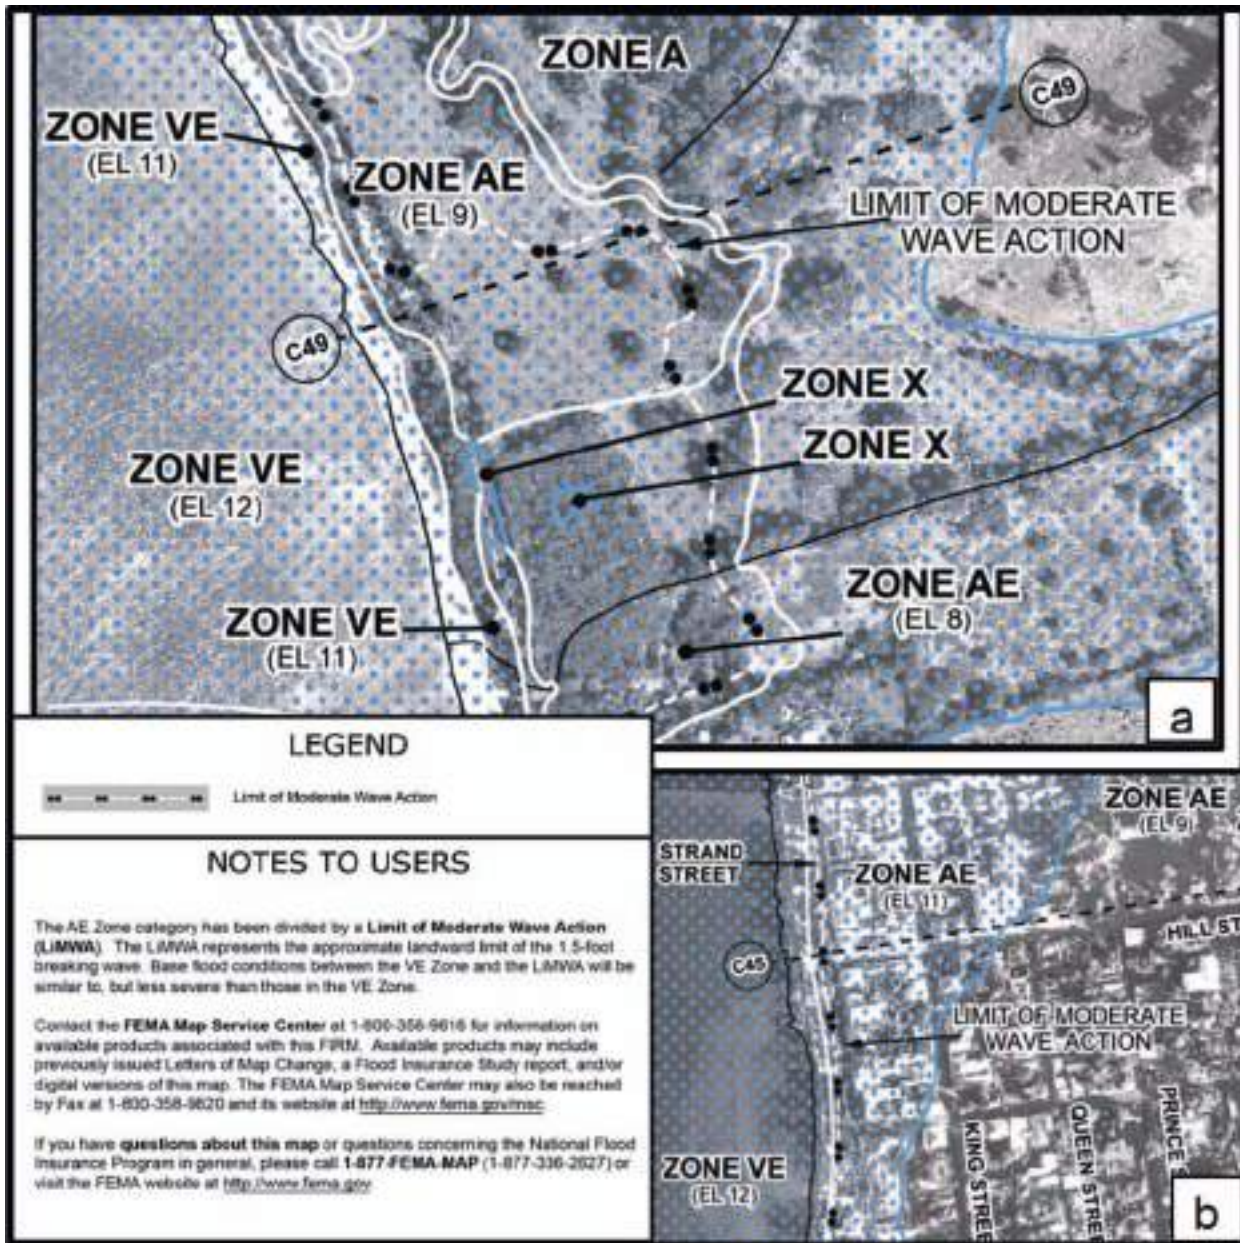 ZONE A
C49
ZONE VE
(EL 11)
ZONE AE
(EL 9)
LIMIT OF MODERATE
WAVE ACTION
C49
ZONE X
ZONE X
ZONE VE
(EL 12)
ZONE AE
(EL 8)
ZONE VE
(EL 11)
a
LEGEND
Limit of Moderate Wave Action
NOTES TO USERS
The AE Zone category has been divided by a Limit of Moderate Wave Action
(LiMWA). The LiMWA represents the approximate landward limit of the 1.5-foot
breaking wave. Base flood conditions between the VE Zone and the LiMWA will be
similar to, but less severe than those in the VE Zone.
Contact the FEMA Map Service Center at 1-800-358-9616 for information on
available products associated with this FIRM. Available products may include
previously issued Letters of Map Change, a Flood Insurance Study report, and/or
digital versions of this map. The FEMA Map Service Center may also be reached
by Fax at 1-800-358-9620 and its website at http://www.fema.gov/msc.
If you have questions about this map or questions concerning the National Flood
Insurance Program in general, please call 1-877-FEMA-MAP (1-877-336-2627) or
visit the FEMA website at http://www.fema.gov.
ZONE AE
(EL 9)
STRAND
STREET
ZONE AE
(EL 11)
HILL ST
C45
LIMIT OF MODERATE
WAVE ACTION
KING STREE
QUEEN STREE
PRINCE S
ZONE VE
(EL 12)
b